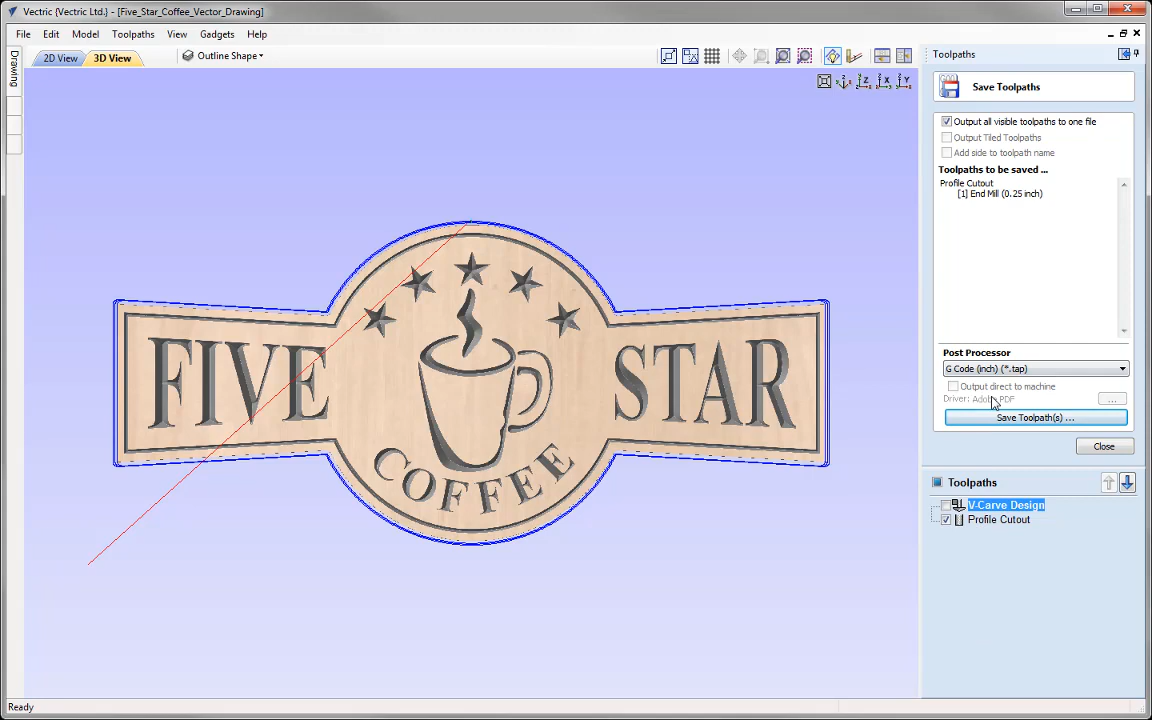 Vectric {Vectric Ltd.} - [Five_Star_Coffee_Vector_Drawing]
File Edit Model Toolpaths View Gadgets Help
Drawing
2D View 3D View Outline Shape
Z X Y
FIVE STAR
COFFEE
Toolpaths
Save Toolpaths
Output all visible toolpaths to one file
Output Tiled Toolpaths
Add side to toolpath name
Toolpaths to be saved ...
Profile Cutout
[1] End Mill (0.25 inch)
Post Processor
G Code (inch) (*.tap)
Output direct to machine
Driver: Adobe PDF
...
Save Toolpath(s) ...
Close
Toolpaths
V-Carve Design
Profile Cutout
Ready